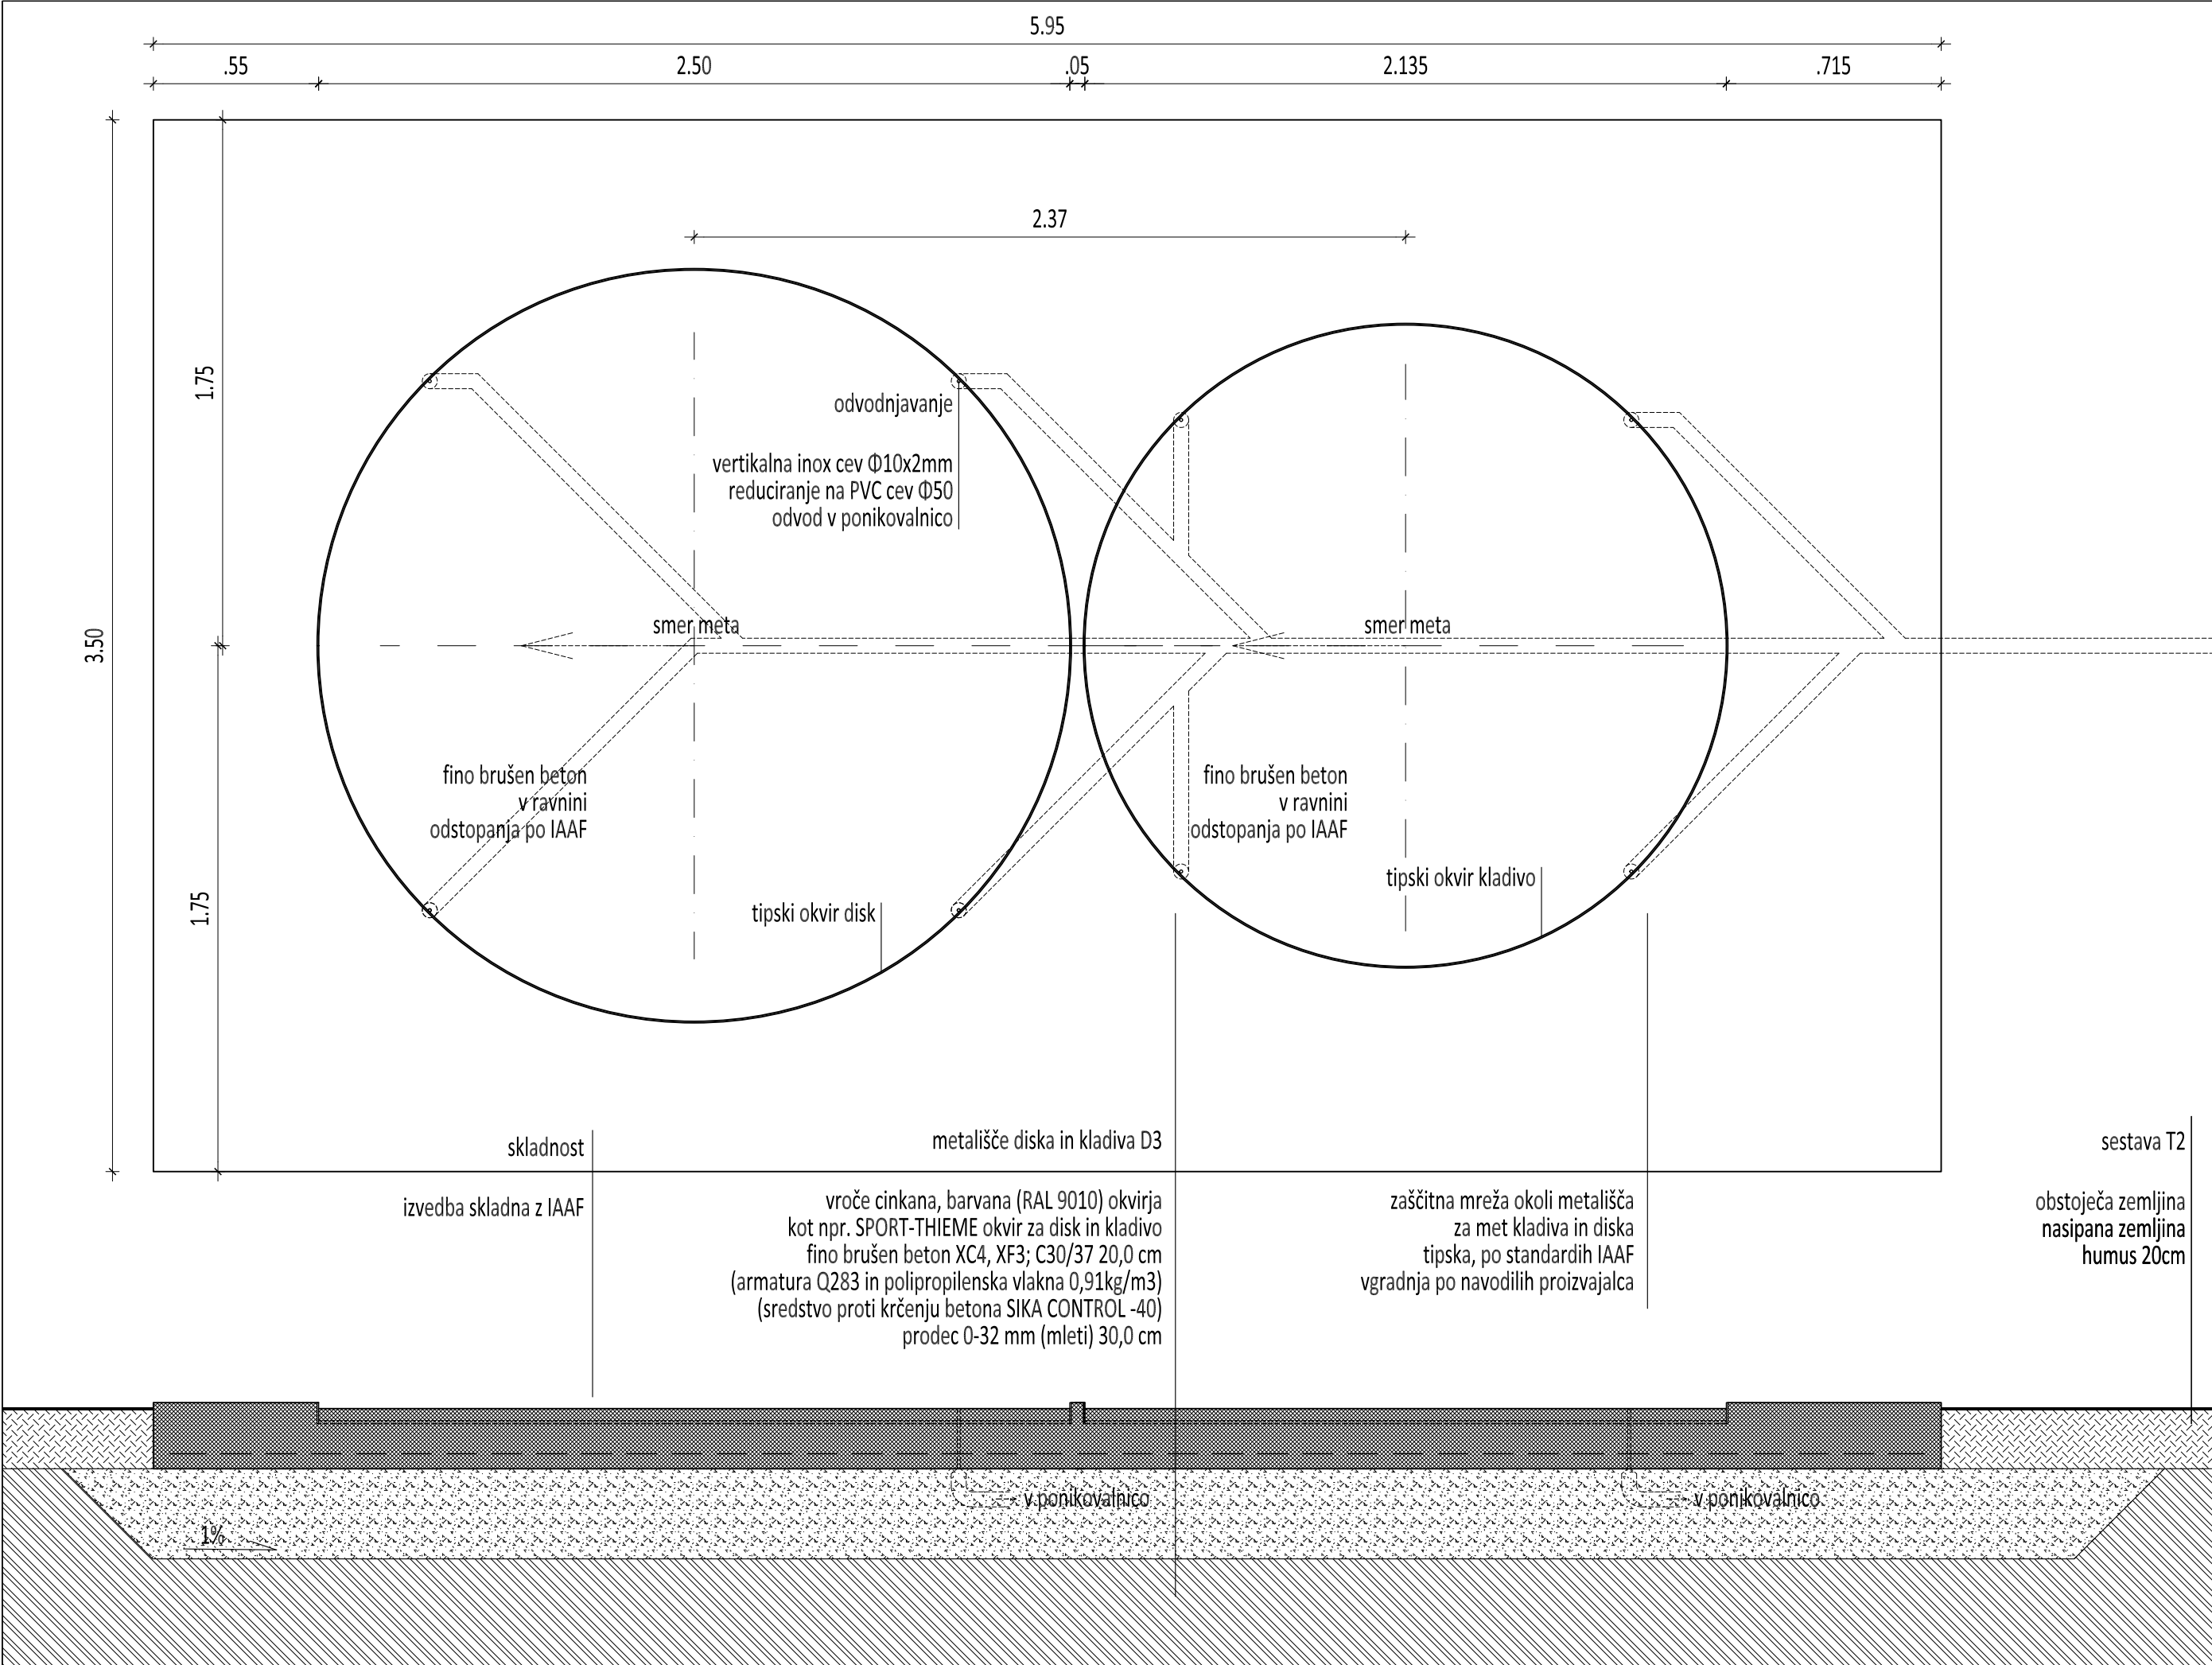 5.95
.55
2.50
.05
2.135
.715
2.37
1.75
3.50
1.75
odvodnjavanje
vertikalna inox cev Φ10x2mm
reduciranje na PVC cev Φ50
odvod v ponikovalnico
smer meta
smer meta
fino brušen beton
v ravnini
odstopanja po IAAF
fino brušen beton
v ravnini
odstopanja po IAAF
tipski okvir disk
tipski okvir kladivo
skladnost
izvedba skladna z IAAF
metališče diska in kladiva D3
vroče cinkana, barvana (RAL 9010) okvirja
kot npr. SPORT-THIEME okvir za disk in kladivo
fino brušen beton XC4, XF3; C30/37 20,0 cm
(armatura Q283 in polipropilenska vlakna 0,91kg/m3)
(sredstvo proti krčenju betona SIKA CONTROL -40)
prodec 0-32 mm (mleti) 30,0 cm
zaščitna mreža okoli metališča
za met kladiva in diska
tipska, po standardih IAAF
vgradnja po navodilih proizvajalca
sestava T2
obstoječa zemljina
nasipana zemljina
humus 20cm
v ponikovalnico
v ponikovalnico
1%